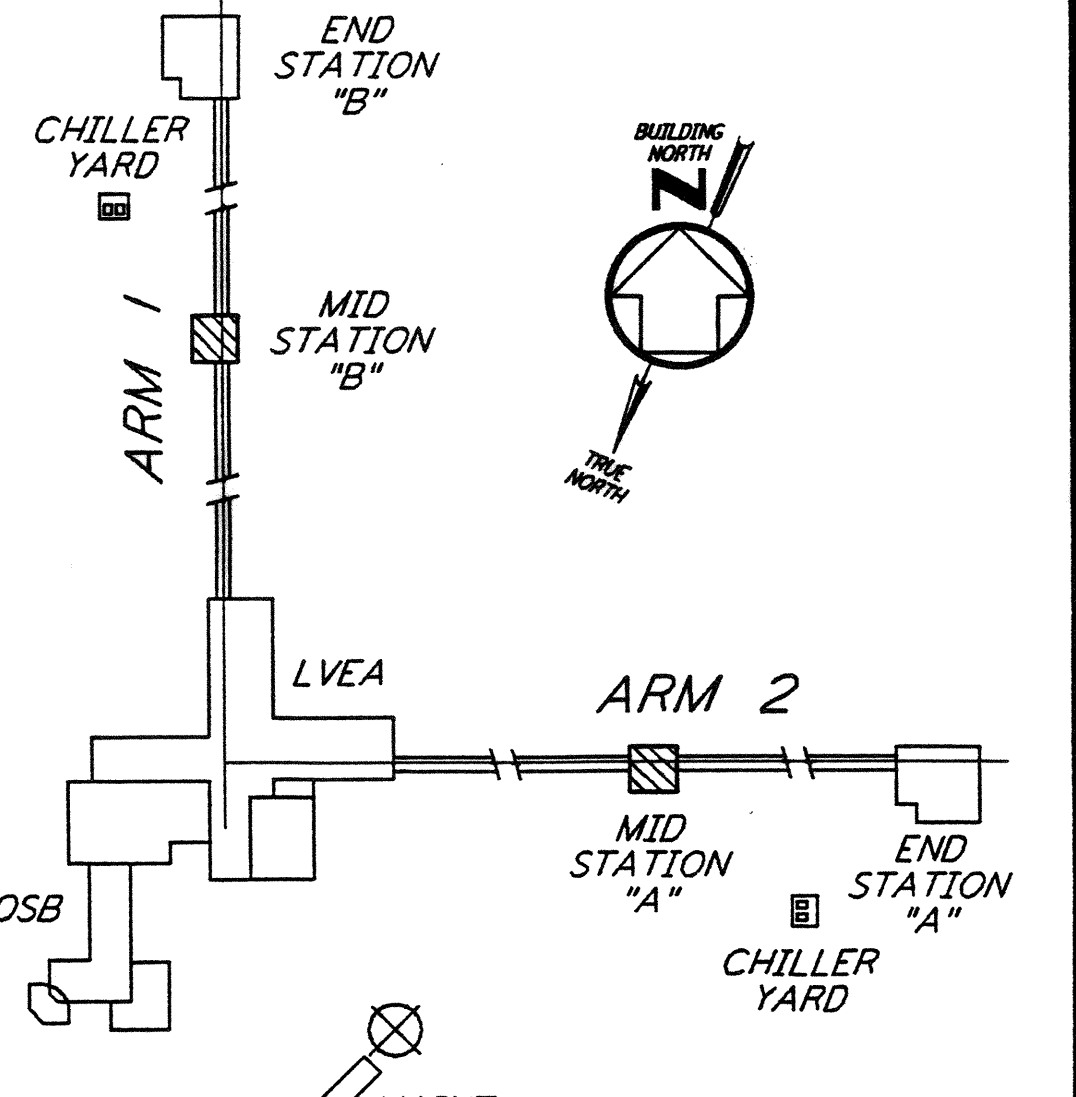 END
STATION
"B"
CHILLER
YARD
BUILDING
NORTH
N
ARM 1
MID
STATION
"B"
TRUE
NORTH
LVEA
ARM 2
MID
STATION
"A"
END
STATION
"A"
OSB
CHILLER
YARD